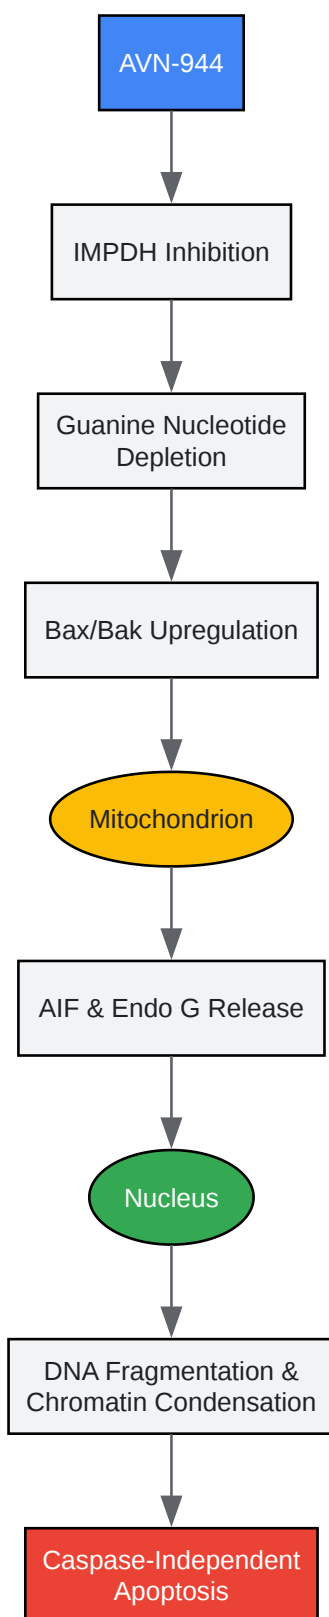 AVN-944
IMPDH Inhibition
Guanine Nucleotide
Depletion
Bax/Bak Upregulation
Mitochondrion
AIF & Endo G Release
Nucleus
DNA Fragmentation &
Chromatin Condensation
Caspase-Independent
Apoptosis